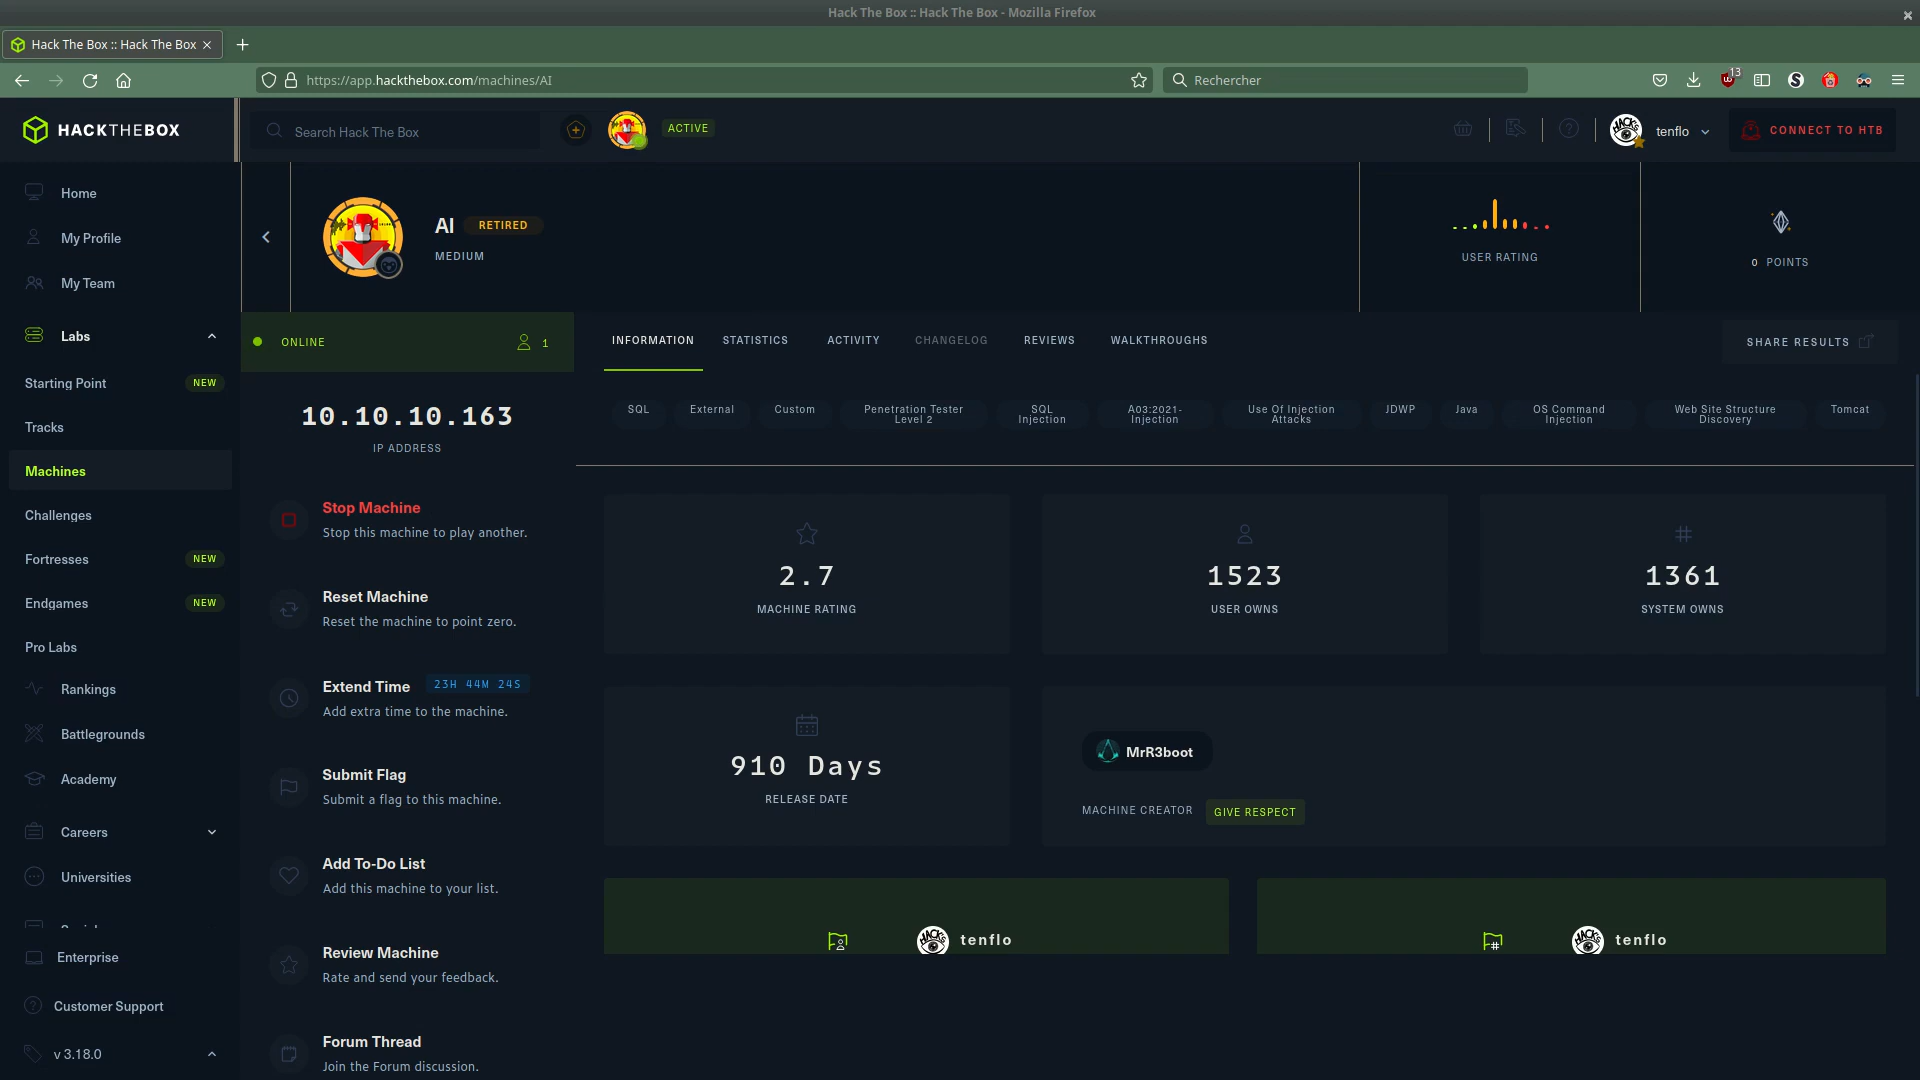 Hack The Box :: Hack The Box - Mozilla Firefox
Hack The Box :: Hack The Box
https://app.hackthebox.com/machines/AI
Rechercher
13
HACKTHEBOX
Search Hack The Box
ACTIVE
tenflo
CONNECT TO HTB
Home
My Profile
My Team
Labs
Starting Point
NEW
Tracks
Machines
Challenges
Fortresses
NEW
Endgames
NEW
Pro Labs
Rankings
Battlegrounds
Academy
Careers
Universities
Enterprise
Customer Support
v 3.18.0
AI
RETIRED
MEDIUM
USER RATING
0 POINTS
ONLINE
1
10.10.10.163
IP ADDRESS
Stop Machine
Stop this machine to play another.
Reset Machine
Reset the machine to point zero.
Extend Time
23H 44M 24S
Add extra time to the machine.
Submit Flag
Submit a flag to this machine.
Add To-Do List
Add this machine to your list.
Review Machine
Rate and send your feedback.
Forum Thread
Join the Forum discussion.
INFORMATION
STATISTICS
ACTIVITY
CHANGELOG
REVIEWS
WALKTHROUGHS
SHARE RESULTS
SQL
External
Custom
Penetration Tester
Level 2
SQL
Injection
A03:2021-
Injection
Use Of Injection
Attacks
JDWP
Java
OS Command
Injection
Web Site Structure
Discovery
Tomcat
2.7
MACHINE RATING
1523
USER OWNS
1361
SYSTEM OWNS
910 Days
RELEASE DATE
MrR3boot
MACHINE CREATOR
GIVE RESPECT
tenflo
tenflo